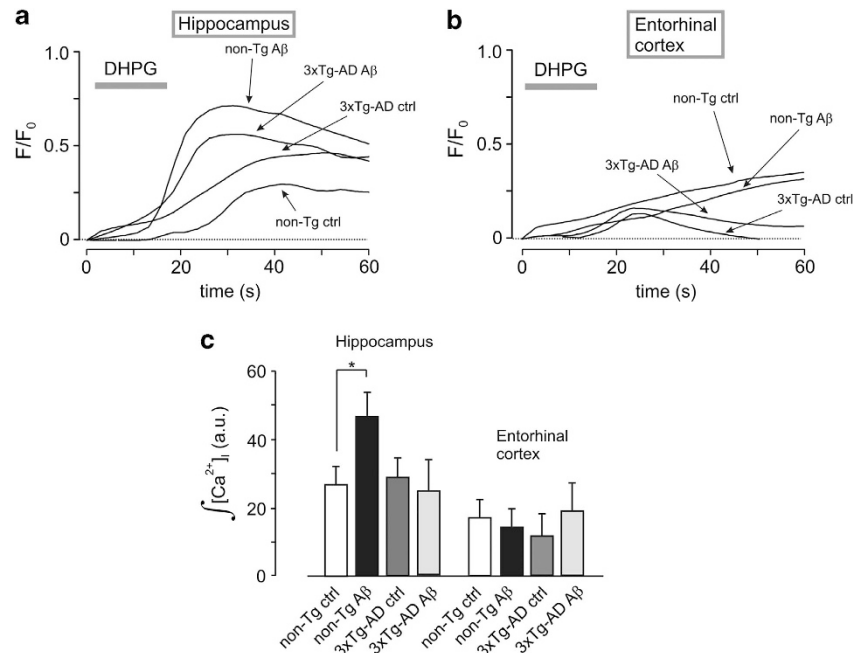 a
Hippocampus
1.0
DHPG
non-Tg Aβ
3xTg-AD Aβ
3xTg-AD ctrl
F/F0
0.5
non-Tg ctrl
0
0 20 40 60
time (s)
b
Entorhinal
cortex
1.0
DHPG
non-Tg ctrl
non-Tg Aβ
F/F0
0.5
3xTg-AD Aβ
3xTg-AD ctrl
0
0 20 40 60
time (s)
c
Hippocampus
60
*
Entorhinal
cortex
∫[Ca2+]I (a.u.)
40
20
0
non-Tg ctrl
non-Tg Aβ
3xTg-AD ctrl
3xTg-AD Aβ
non-Tg ctrl
non-Tg Aβ
3xTg-AD ctrl
3xTg-AD Aβ